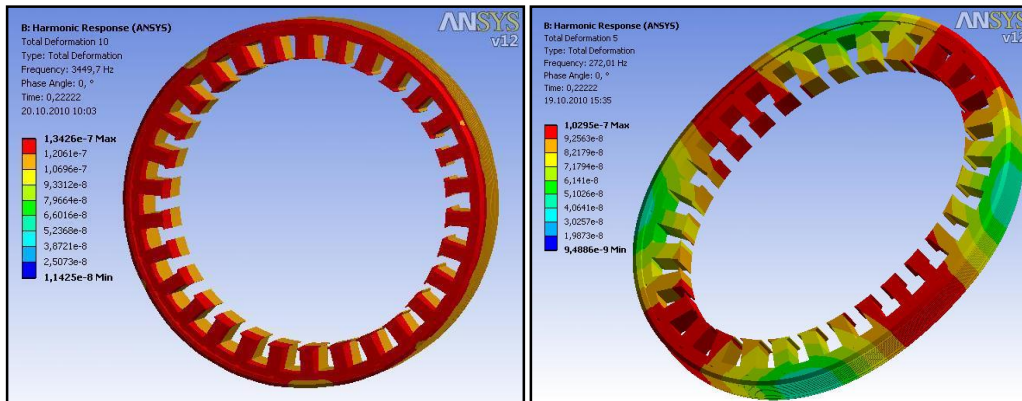 B: Harmonic Response (ANSYS)
Total Deformation 10
Type: Total Deformation
Frequency: 3449,7 Hz
Phase Angle: 0, °
Time: 0,22222
20.10.2010 10:03
1,3426e-7 Max
1,2061e-7
1,0696e-7
9,3312e-8
7,9664e-8
6,6016e-8
5,2368e-8
3,8721e-8
2,5073e-8
1,1425e-8 Min
ANSYS
v12
B: Harmonic Response (ANSYS)
Total Deformation 5
Type: Total Deformation
Frequency: 272,01 Hz
Phase Angle: 0, °
Time: 0,22222
19.10.2010 15:35
1,0295e-7 Max
9,2563e-8
8,2179e-8
7,1794e-8
6,141e-8
5,1026e-8
4,0641e-8
3,0257e-8
1,9873e-8
9,4886e-9 Min
ANSYS
v12